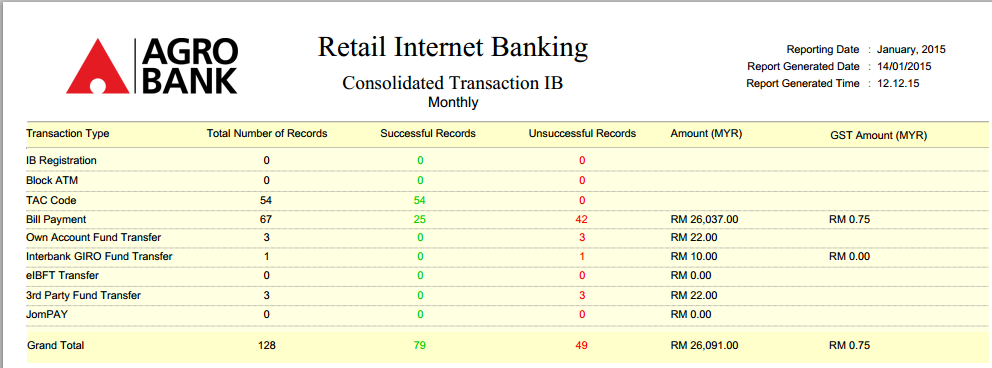 AGRO
BANK
Retail Internet Banking
Consolidated Transaction IB
Monthly
Reporting Date : January, 2015
Report Generated Date : 14/01/2015
Report Generated Time : 12.12.15
Transaction Type Total Number of Records Successful Records Unsuccessful Records Amount (MYR) GST Amount (MYR)
IB Registration 0 0 0
Block ATM 0 0 0
TAC Code 54 54 0
Bill Payment 67 25 42 RM 26,037.00 RM 0.75
Own Account Fund Transfer 3 0 3 RM 22.00
Interbank GIRO Fund Transfer 1 0 1 RM 10.00 RM 0.00
eIBFT Transfer 0 0 0 RM 0.00
3rd Party Fund Transfer 3 0 3 RM 22.00
JomPAY 0 0 0 RM 0.00
Grand Total 128 79 49 RM 26,091.00 RM 0.75